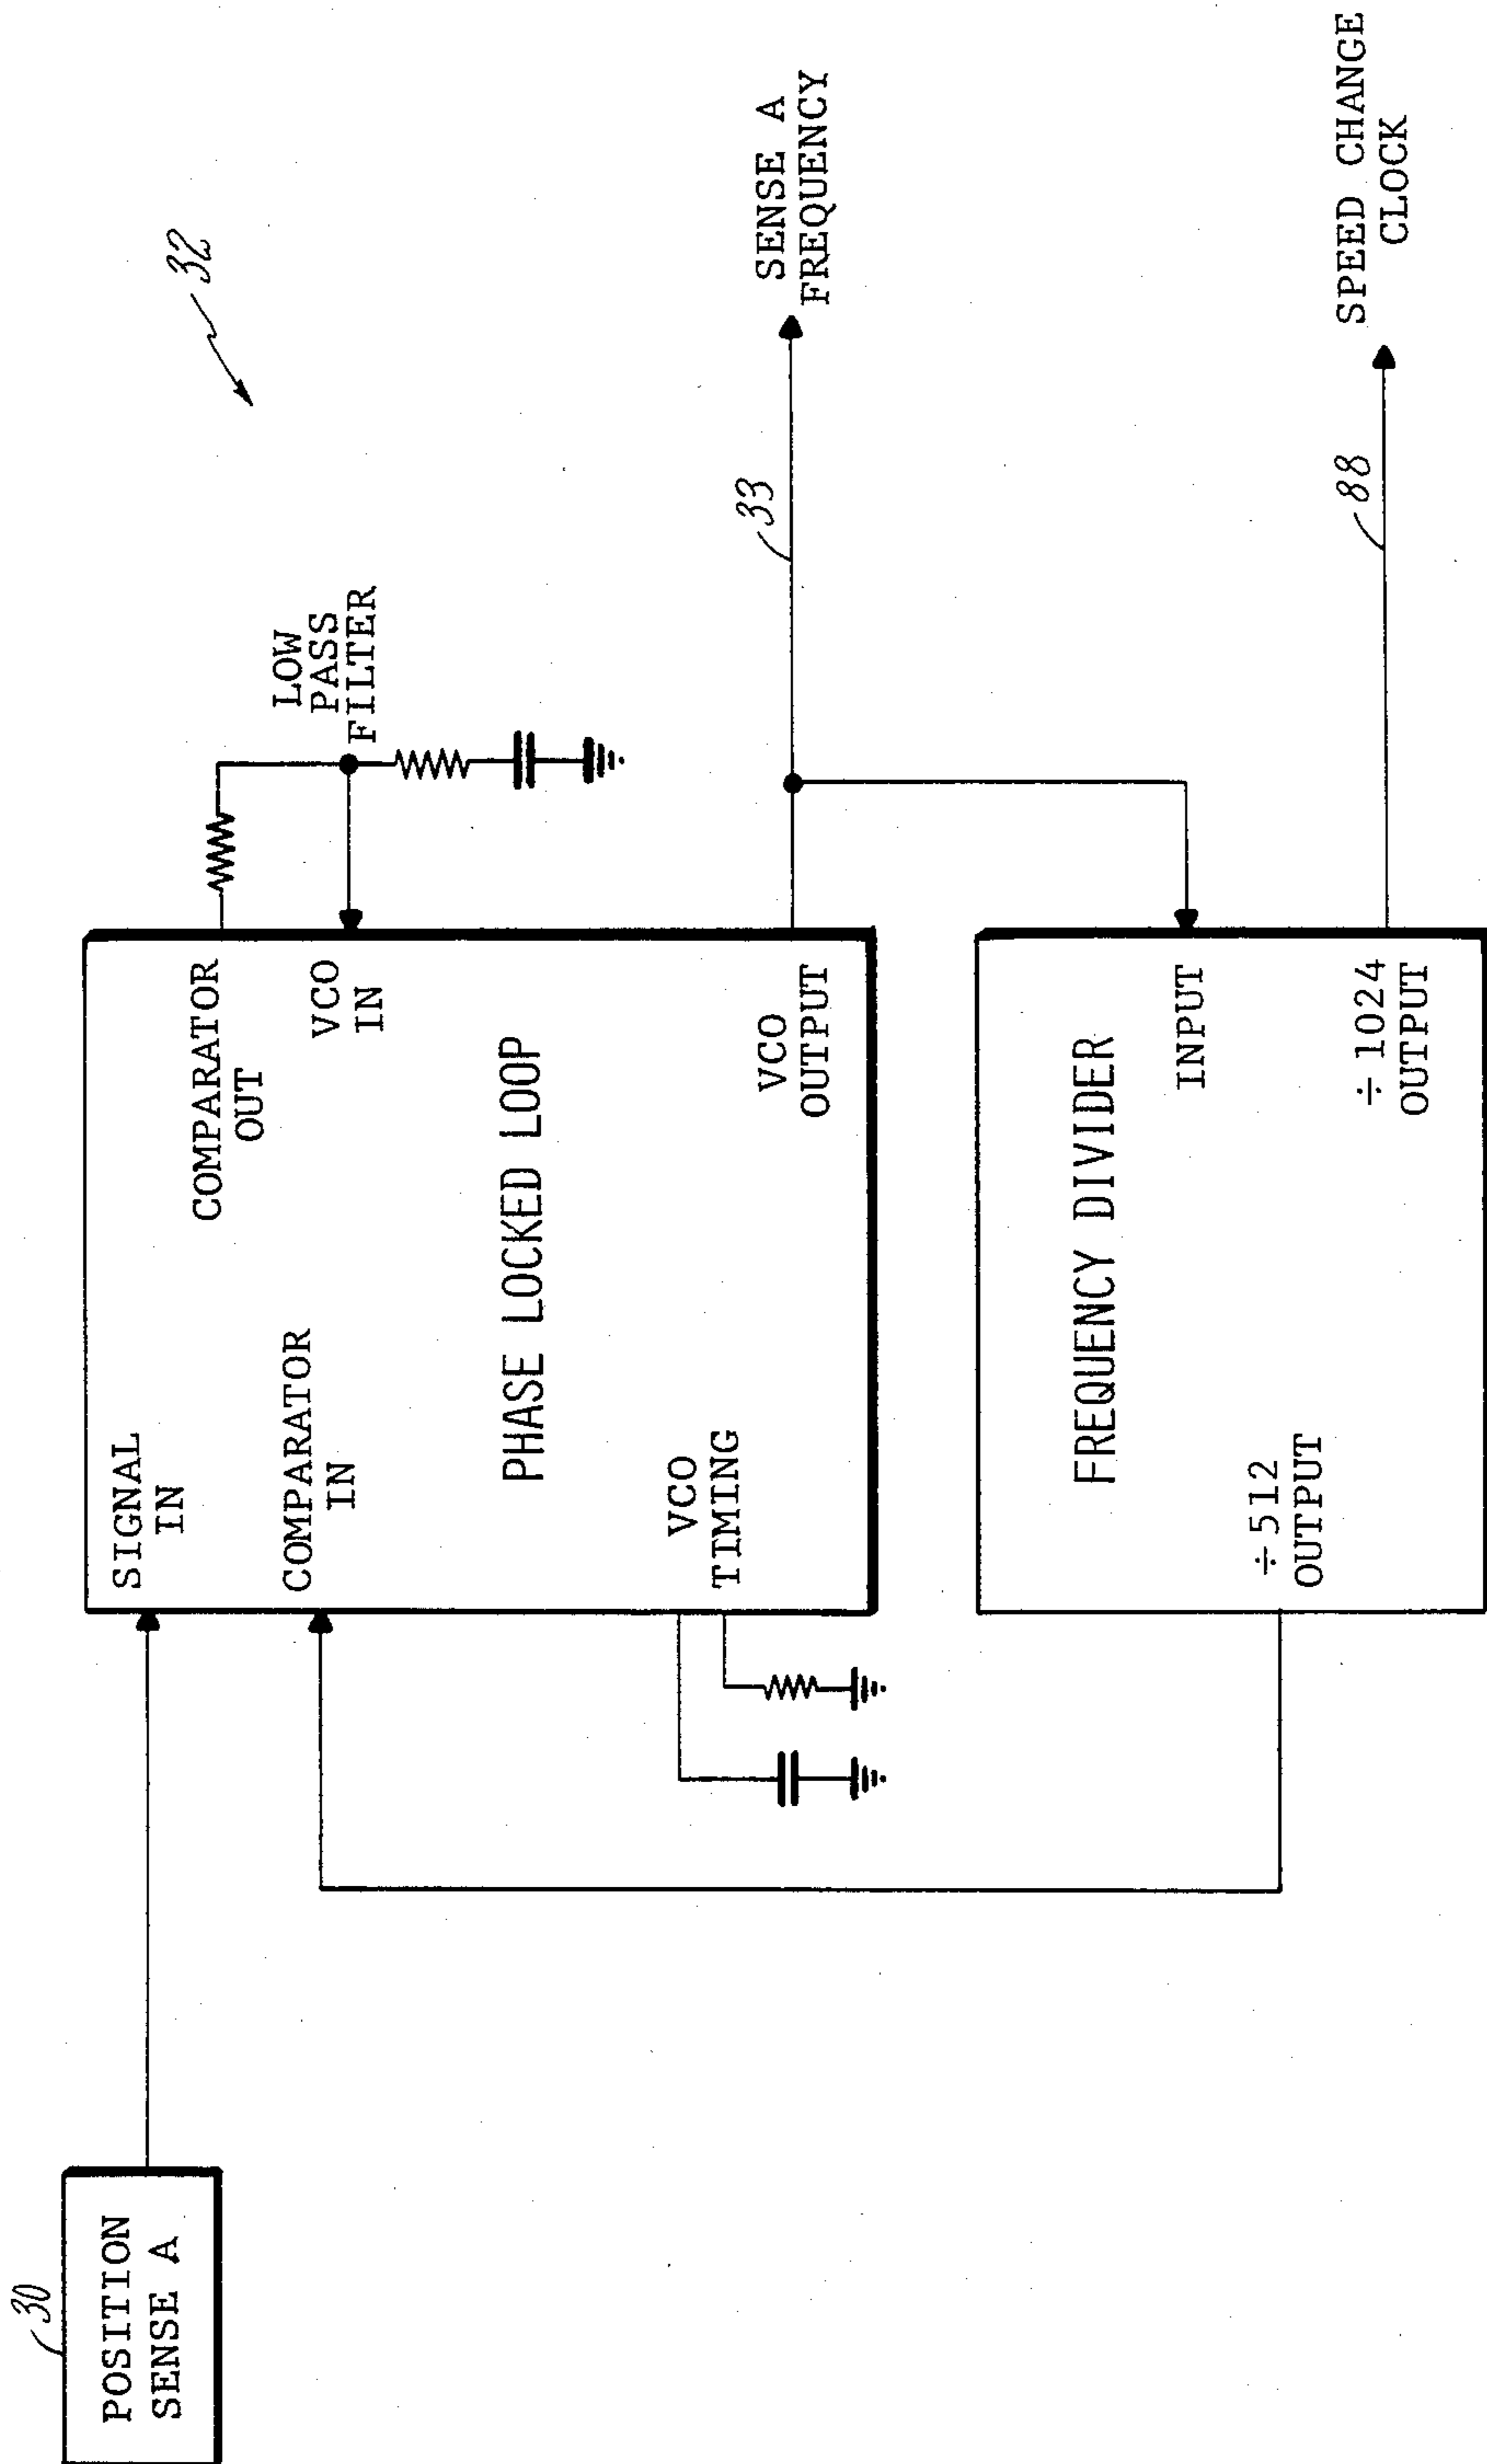 30
POSITION
SENSE A
SIGNAL
IN
COMPARATOR
IN
COMPARATOR
OUT
VCO
IN
PHASE LOCKED LOOP
VCO
TIMING
VCO
OUTPUT
LOW
PASS
FILTER
32
33
SENSE A
FREQUENCY
FREQUENCY DIVIDER
INPUT
÷512
OUTPUT
÷1024
OUTPUT
88
SPEED CHANGE
CLOCK